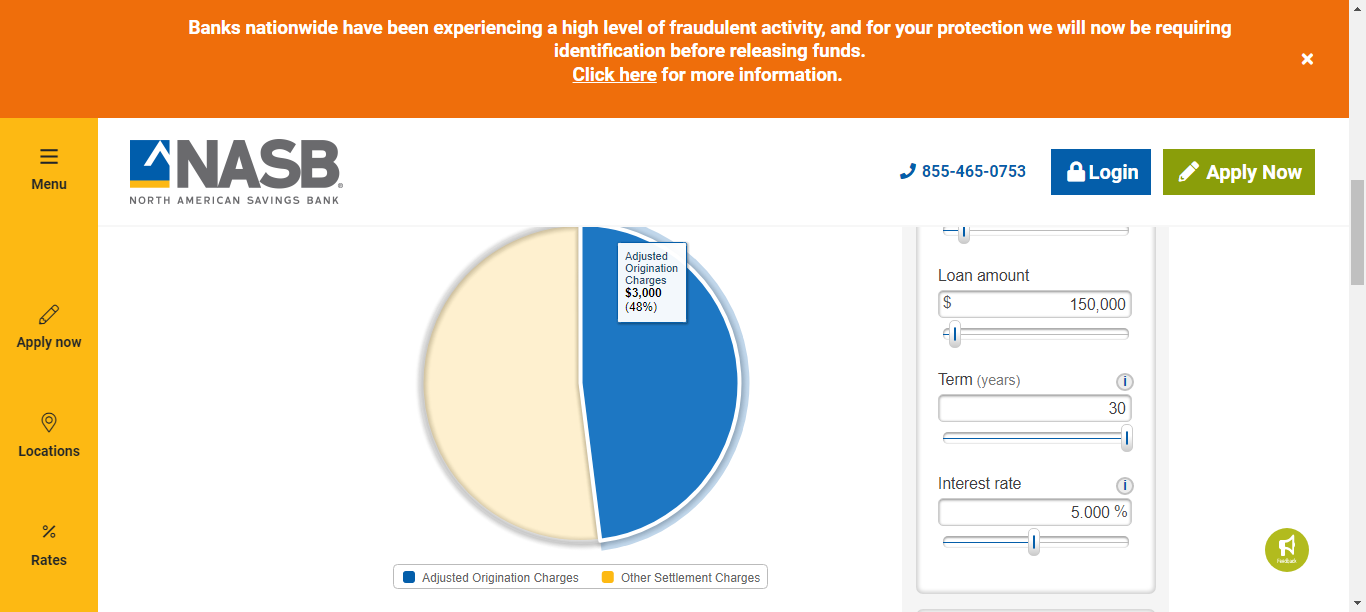 Banks nationwide have been experiencing a high level of fraudulent activity, and for your protection we will now be requiring
identification before releasing funds.
Click here for more information.
×
Menu
NASB®
NORTH AMERICAN SAVINGS BANK
855-465-0753
Login
Apply Now
Apply now
Locations
%
Rates
Adjusted
Origination
Charges
$3,000
(48%)
Adjusted Origination Charges
Other Settlement Charges
Loan amount
$ 150,000
Term (years) i
30
Interest rate i
5.000 %
Feedback